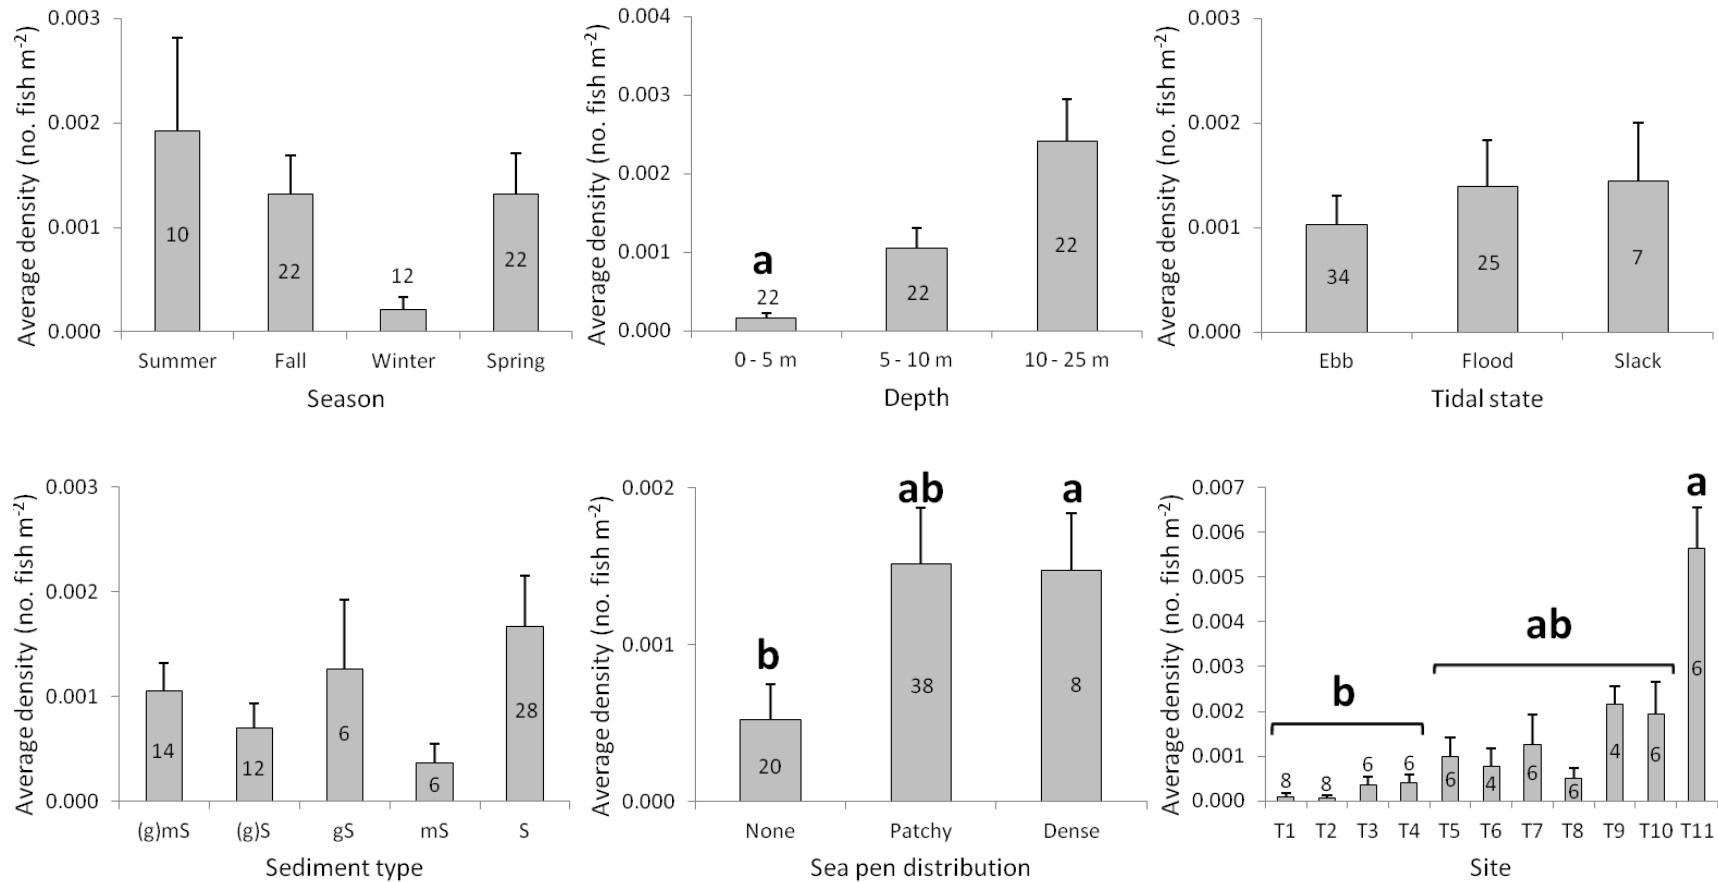 Average density (no. fish m-2)
0.003
0.002
0.001
0.000
10
22
12
22
Summer Fall Winter Spring
Season
Average density (no. fish m-2)
0.004
0.003
0.002
0.001
0.000
a
22
22
22
0 - 5 m 5 - 10 m 10 - 25 m
Depth
Average density (no. fish m-2)
0.003
0.002
0.001
0.000
34
25
7
Ebb Flood Slack
Tidal state
Average density (no. fish m-2)
0.003
0.002
0.001
0.000
14
12
6
6
28
(g)mS (g)S gS mS S
Sediment type
Average density (no. fish m-2)
0.002
0.001
0.000
b
ab
a
20
38
8
None Patchy Dense
Sea pen distribution
Average density (no. fish m-2)
0.007
0.006
0.005
0.004
0.003
0.002
0.001
0.000
b
ab
a
8
8
6
6
6
4
6
6
4
6
6
T1 T2 T3 T4 T5 T6 T7 T8 T9 T10 T11
Site